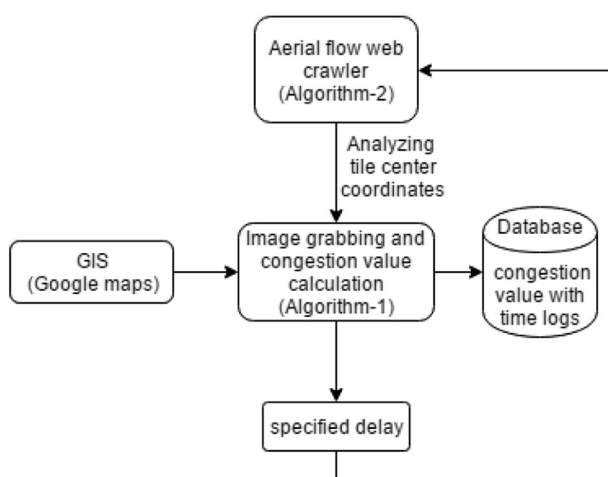 Aerial flow web
crawler
(Algorithm-2)
Analyzing
tile center
coordinates
GIS
(Google maps)
Image grabbing and
congestion value
calculation
(Algorithm-1)
Database
congestion
value with
time logs
specified delay